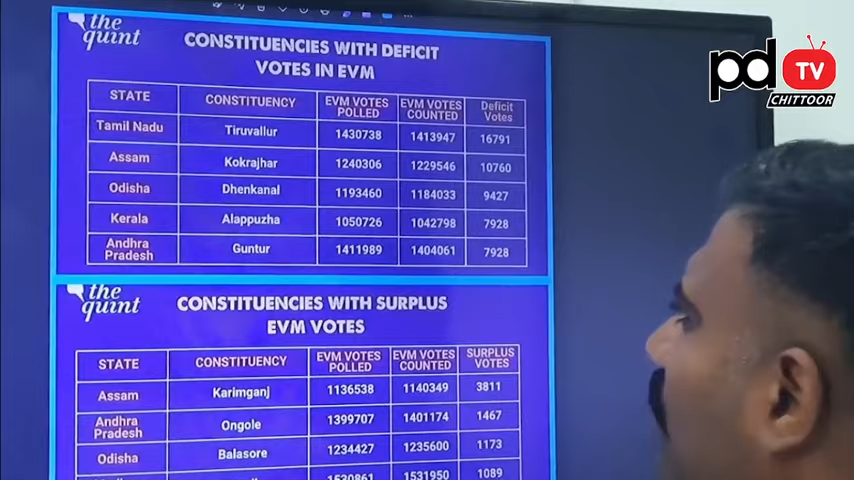 the
quint
CONSTITUENCIES WITH DEFICIT
VOTES IN EVM
STATE CONSTITUENCY EVM VOTES POLLED EVM VOTES COUNTED Deficit Votes
Tamil Nadu Tiruvallur 1430738 1413947 16791
Assam Kokrajhar 1240306 1229546 10760
Odisha Dhenkanal 1193460 1184033 9427
Kerala Alappuzha 1050726 1042798 7928
Andhra Pradesh Guntur 1411989 1404061 7928
the
quint
CONSTITUENCIES WITH SURPLUS
EVM VOTES
STATE CONSTITUENCY EVM VOTES POLLED EVM VOTES COUNTED SURPLUS VOTES
Assam Karimganj 1136538 1140349 3811
Andhra Pradesh Ongole 1399707 1401174 1467
Odisha Balasore 1234427 1235600 1173
1530861 1531950 1089
pd TV
CHITTOOR